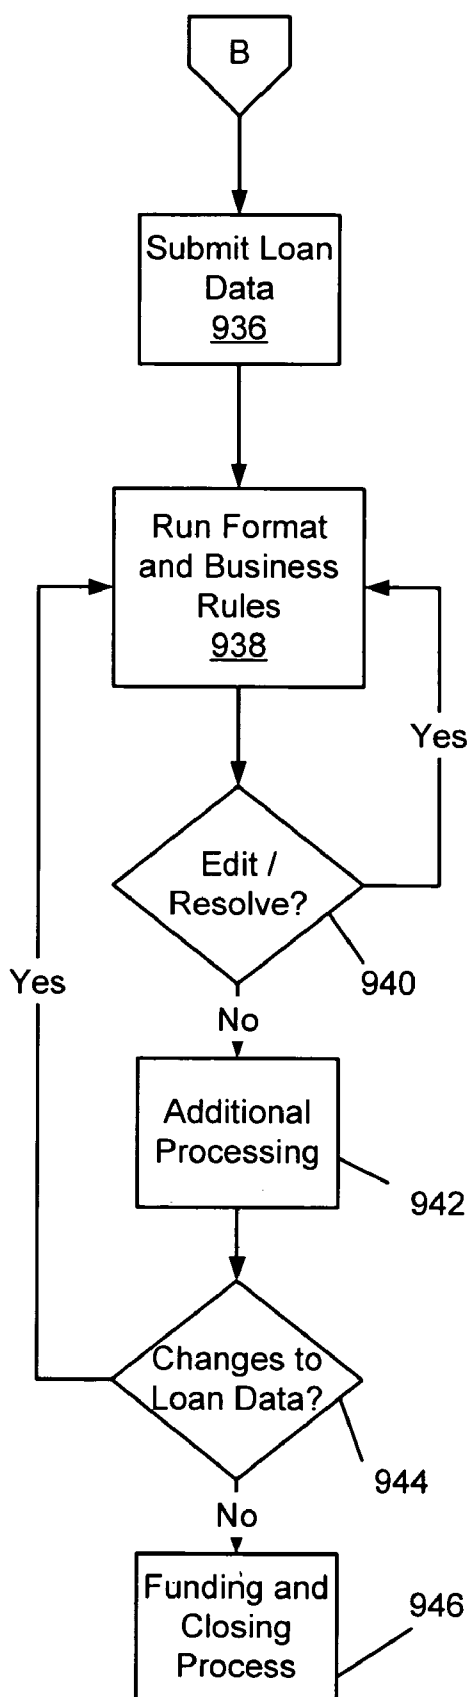 B
Submit Loan
Data
936
Run Format
and Business
Rules
938
Yes
Edit /
Resolve?
940
Yes
No
Additional
Processing
942
Changes to
Loan Data?
944
No
Funding and
Closing
Process
946